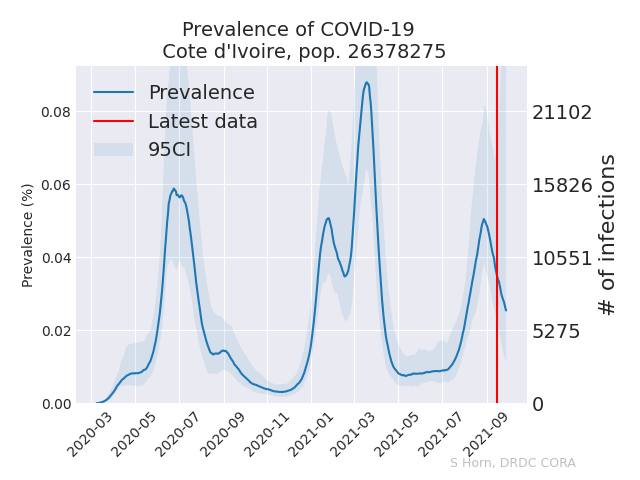 Prevalence of COVID-19
Cote d'Ivoire, pop. 26378275
Prevalence
Latest data
95CI
Prevalence (%)
0.08
0.06
0.04
0.02
0.00
21102
15826
10551
5275
0
# of infections
2020-03
2020-05
2020-07
2020-09
2020-11
2021-01
2021-03
2021-05
2021-07
2021-09
S Horn, DRDC CORA